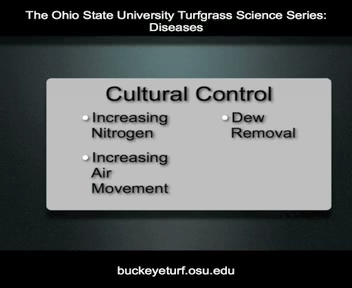 The Ohio State University Turfgrass Science Series:
Diseases
Cultural Control
Increasing
Nitrogen
Increasing
Air
Movement
Dew
Removal
buckeyeturf.osu.edu